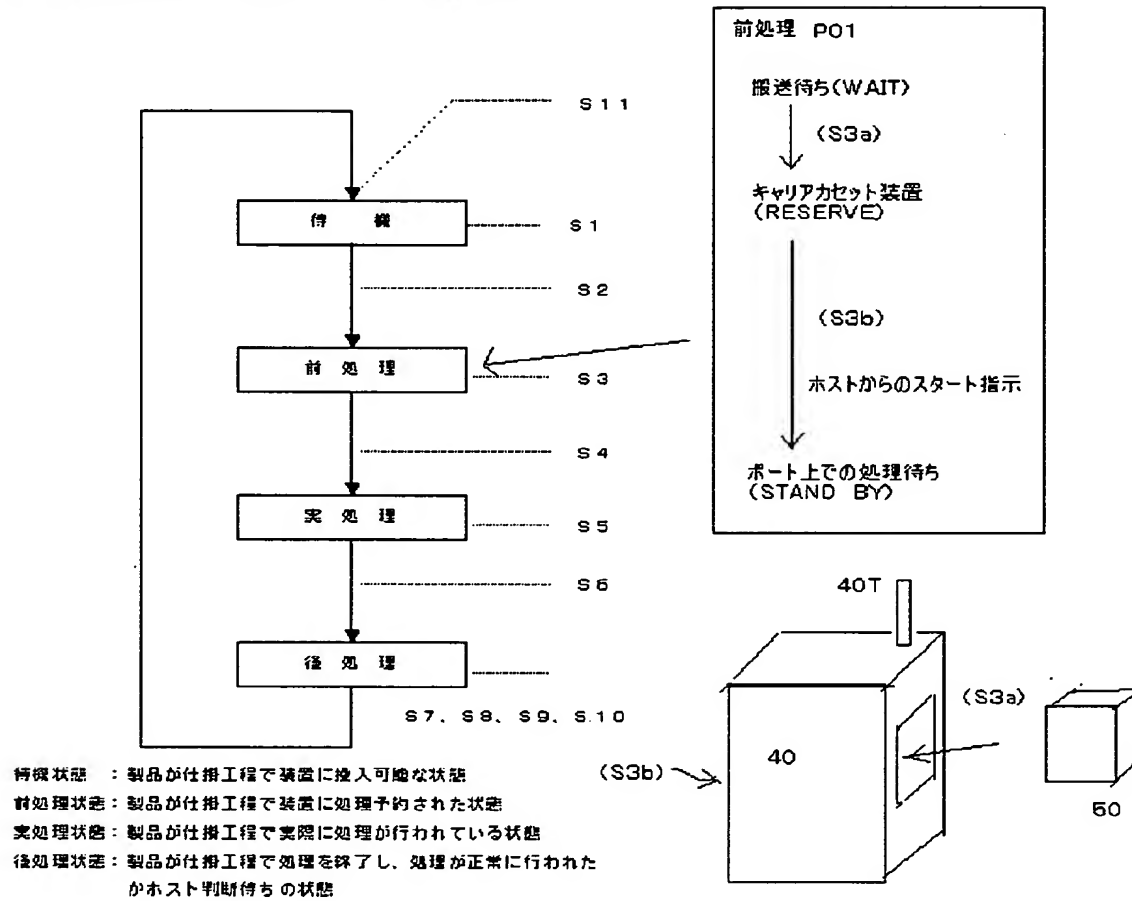 S11
待 機
S1
S2
前 処 理
S3
S4
実 処 理
S5
S6
後 処 理
S7、S8、S9、S10
待機状態 ：製品が仕掛工程で装置に投入可能な状態
前処理状態：製品が仕掛工程で装置に処理予約された状態
実処理状態：製品が仕掛工程で実際に処理が行われている状態
後処理状態：製品が仕掛工程で処理を終了し、処理が正常に行われた
かホスト判断待ちの状態
前処理 P01
搬送待ち(WAIT)
(S3a)
キャリアカセット装置
(RESERVE)
(S3b)
ホストからのスタート指示
ポート上での処理待ち
(STAND BY)
40T
(S3a)
40
(S3b)
50